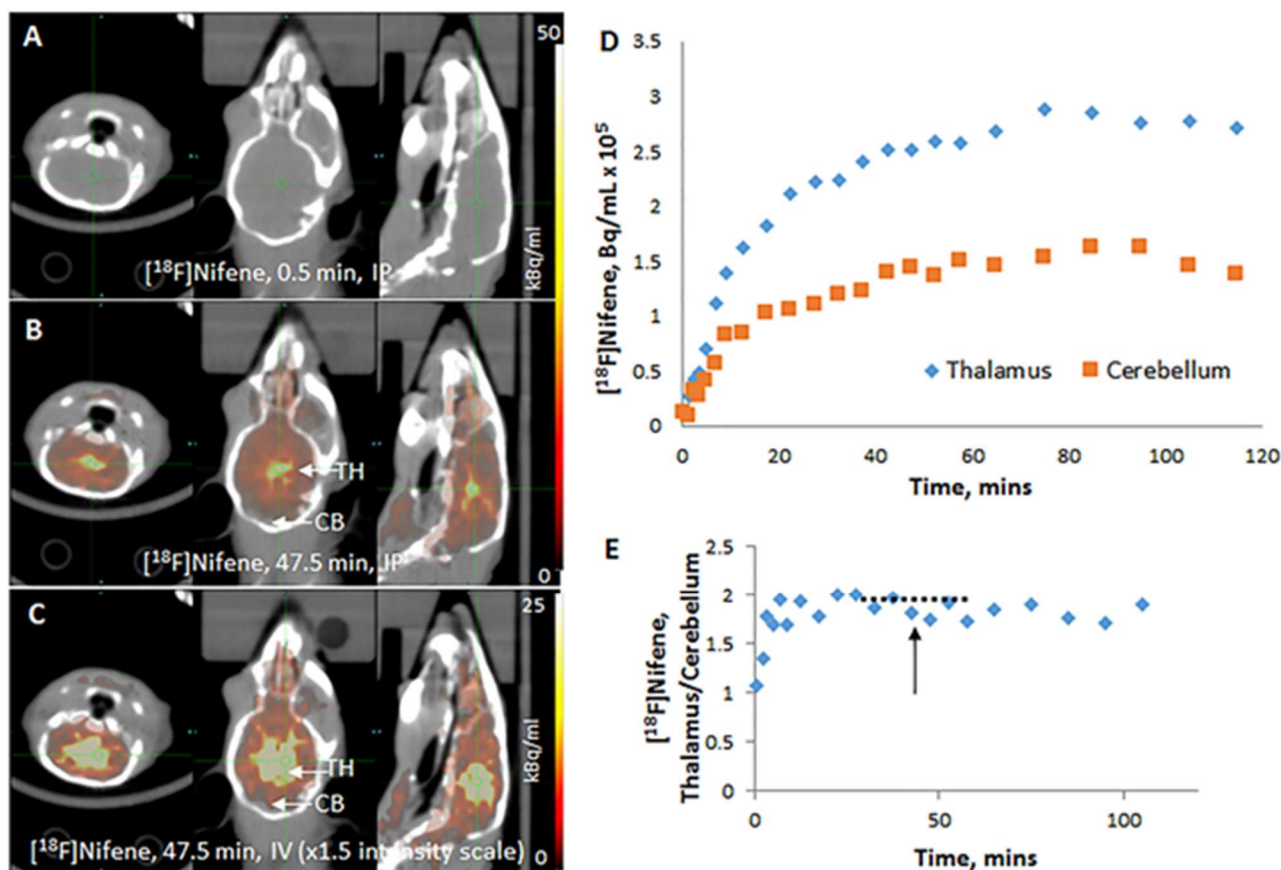 A
50
kBq/ml
[¹⁸F]Nifene, 0.5 min, IP
B
TH
CB
[¹⁸F]Nifene, 47.5 min, IP
0
C
25
kBq/ml
TH
CB
[¹⁸F]Nifene, 47.5 min, IV (x1.5 intensity scale)
0
D
[¹⁸F]Nifene, Bq/mL x 10⁵
3.5
3
2.5
2
1.5
1
0.5
0
Thalamus
Cerebellum
0 20 40 60 80 100 120
Time, mins
E
[¹⁸F]Nifene,
Thalamus/Cerebellum
2.5
2
1.5
1
0.5
0
0 50 100
Time, mins